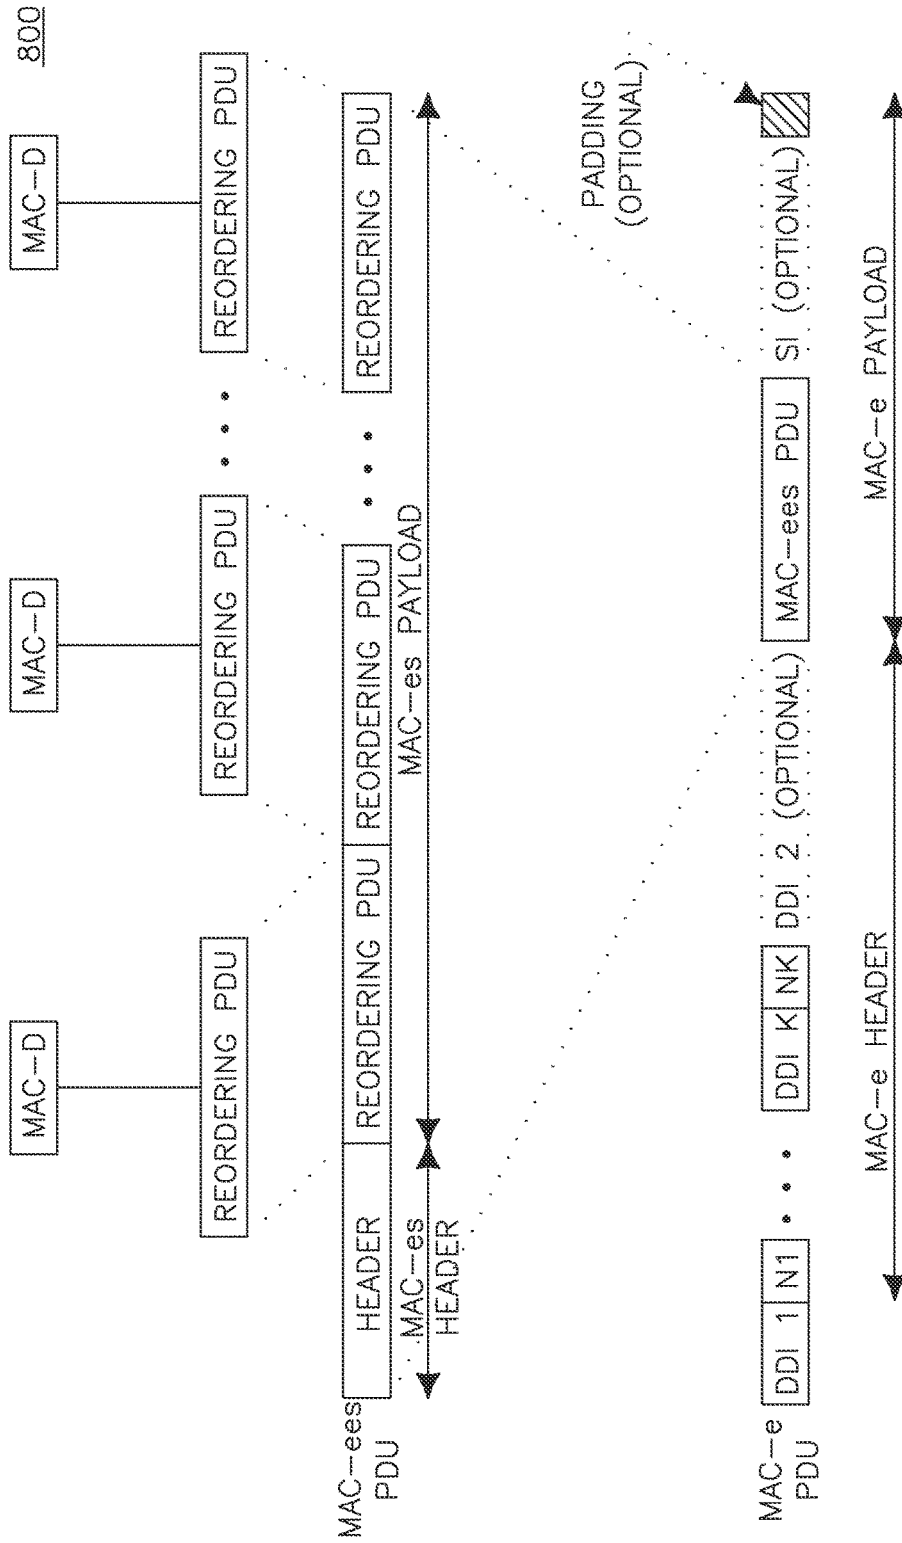 800
MAC-D
MAC-D
MAC-D
REORDERING PDU
REORDERING PDU
REORDERING PDU
MAC-ees
PDU
HEADER
REORDERING PDU
REORDERING PDU
REORDERING PDU
MAC-es
HEADER
MAC-es PAYLOAD
PADDING
(OPTIONAL)
MAC-e
PDU
DDI 1
N1
DDI K
NK
DDI 2 (OPTIONAL)
MAC-ees PDU
SI (OPTIONAL)
MAC-e HEADER
MAC-e PAYLOAD